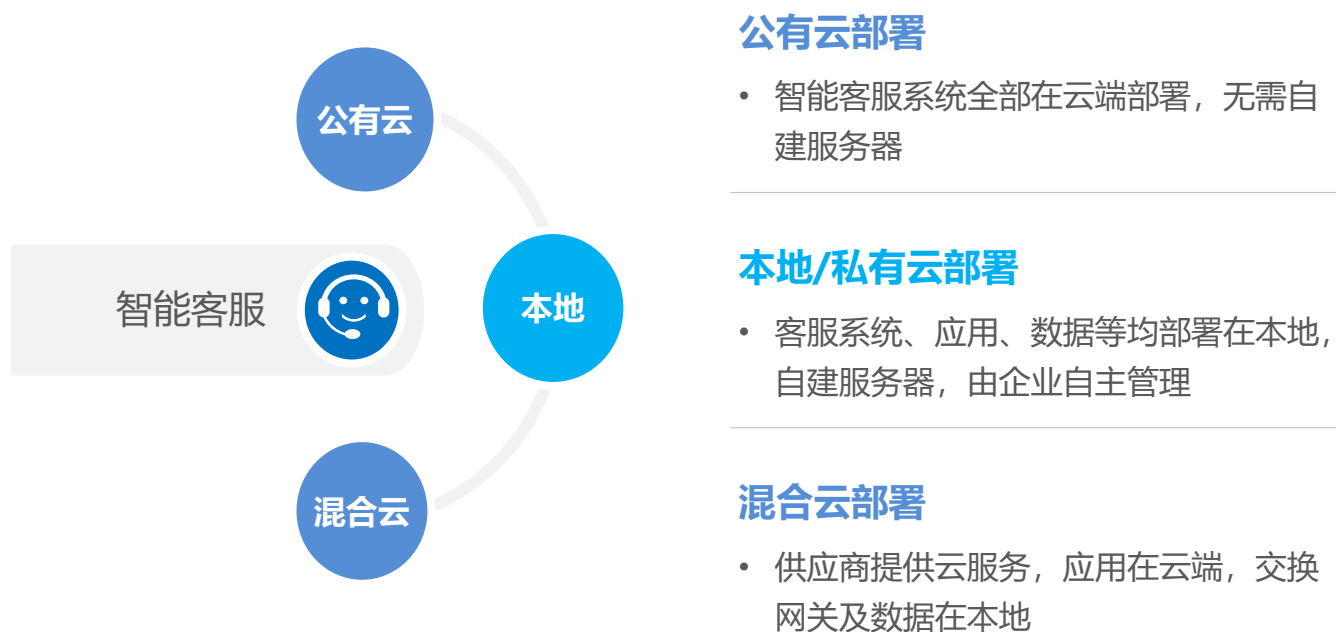 公有云
智能客服
本地
混合云
公有云部署
• 智能客服系统全部在云端部署，无需自
建服务器
本地/私有云部署
• 客服系统、应用、数据等均部署在本地，
自建服务器，由企业自主管理
混合云部署
• 供应商提供云服务，应用在云端，交换
网关及数据在本地